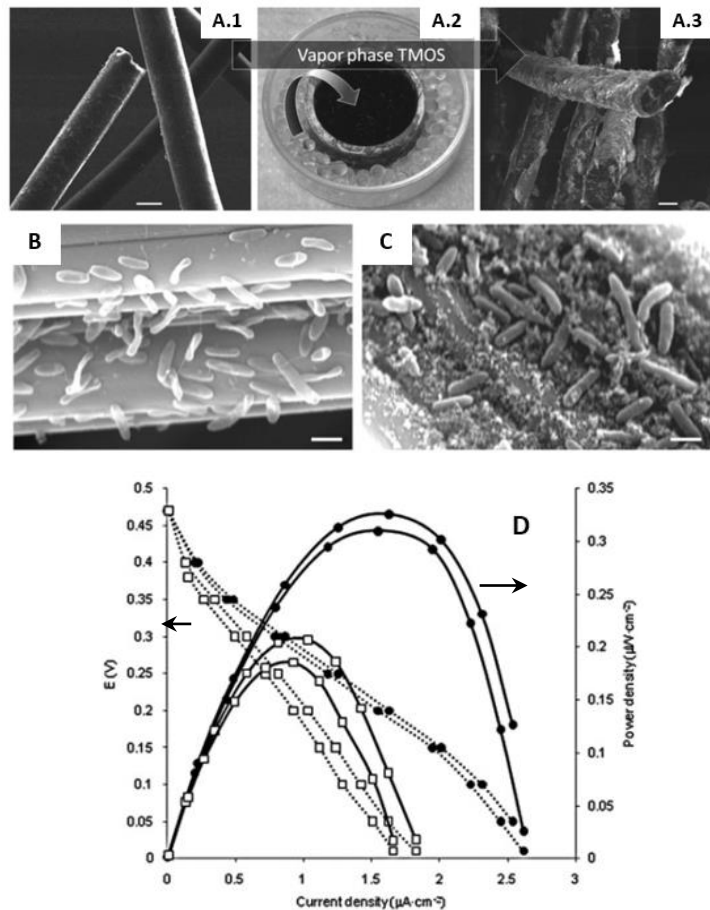 A.1
A.2
A.3
Vapor phase TMOS
B
C
D
0.5
0.45
0.4
0.35
0.3
0.25
0.2
0.15
0.1
0.05
0
E (V)
0.35
0.3
0.25
0.2
0.15
0.1
0.05
0
Power density (µW·cm⁻²)
0
0.5
1
1.5
2
2.5
3
Current density (µA·cm⁻²)